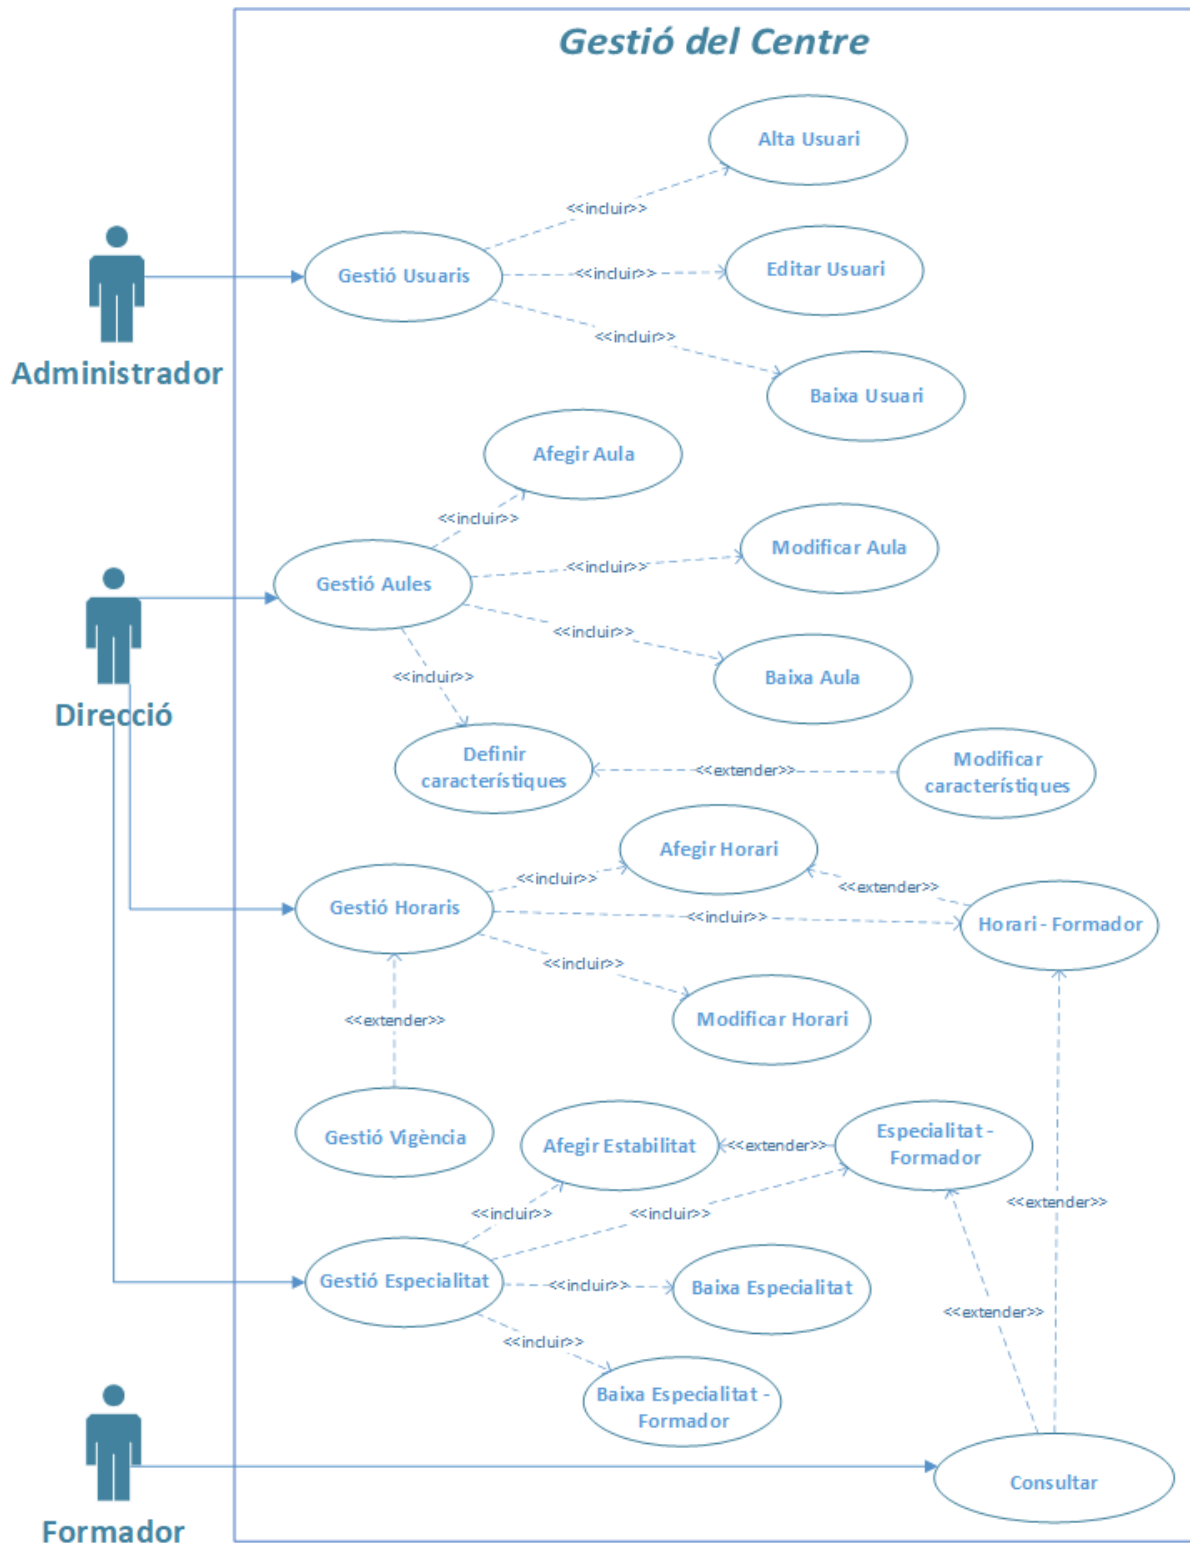 Gestió del Centre
Alta Usuari
<<incluir>>
Gestió Usuaris
<<incluir>>
Editar Usuari
<<incluir>>
Administrador
Baixa Usuari
Afegir Aula
<<incluir>>
Modificar Aula
<<incluir>>
Gestió Aules
<<incluir>>
Baixa Aula
<<incluir>>
Direcció
Definir
característiques
<<extender>>
Modificar
característiques
Afegir Horari
<<incluir>>
<<extender>>
Gestió Horaris
<<incluir>>
Horari - Formador
<<incluir>>
Modificar Horari
<<extender>>
Gestió Vigència
Afegir Estabilitat
<<extender>>
Especialitat -
Formador
<<incluir>>
<<incluir>>
<<extender>>
Gestió Especialitat
<<incluir>>
Baixa Especialitat
<<extender>>
<<incluir>>
Baixa Especialitat -
Formador
Consultar
Formador